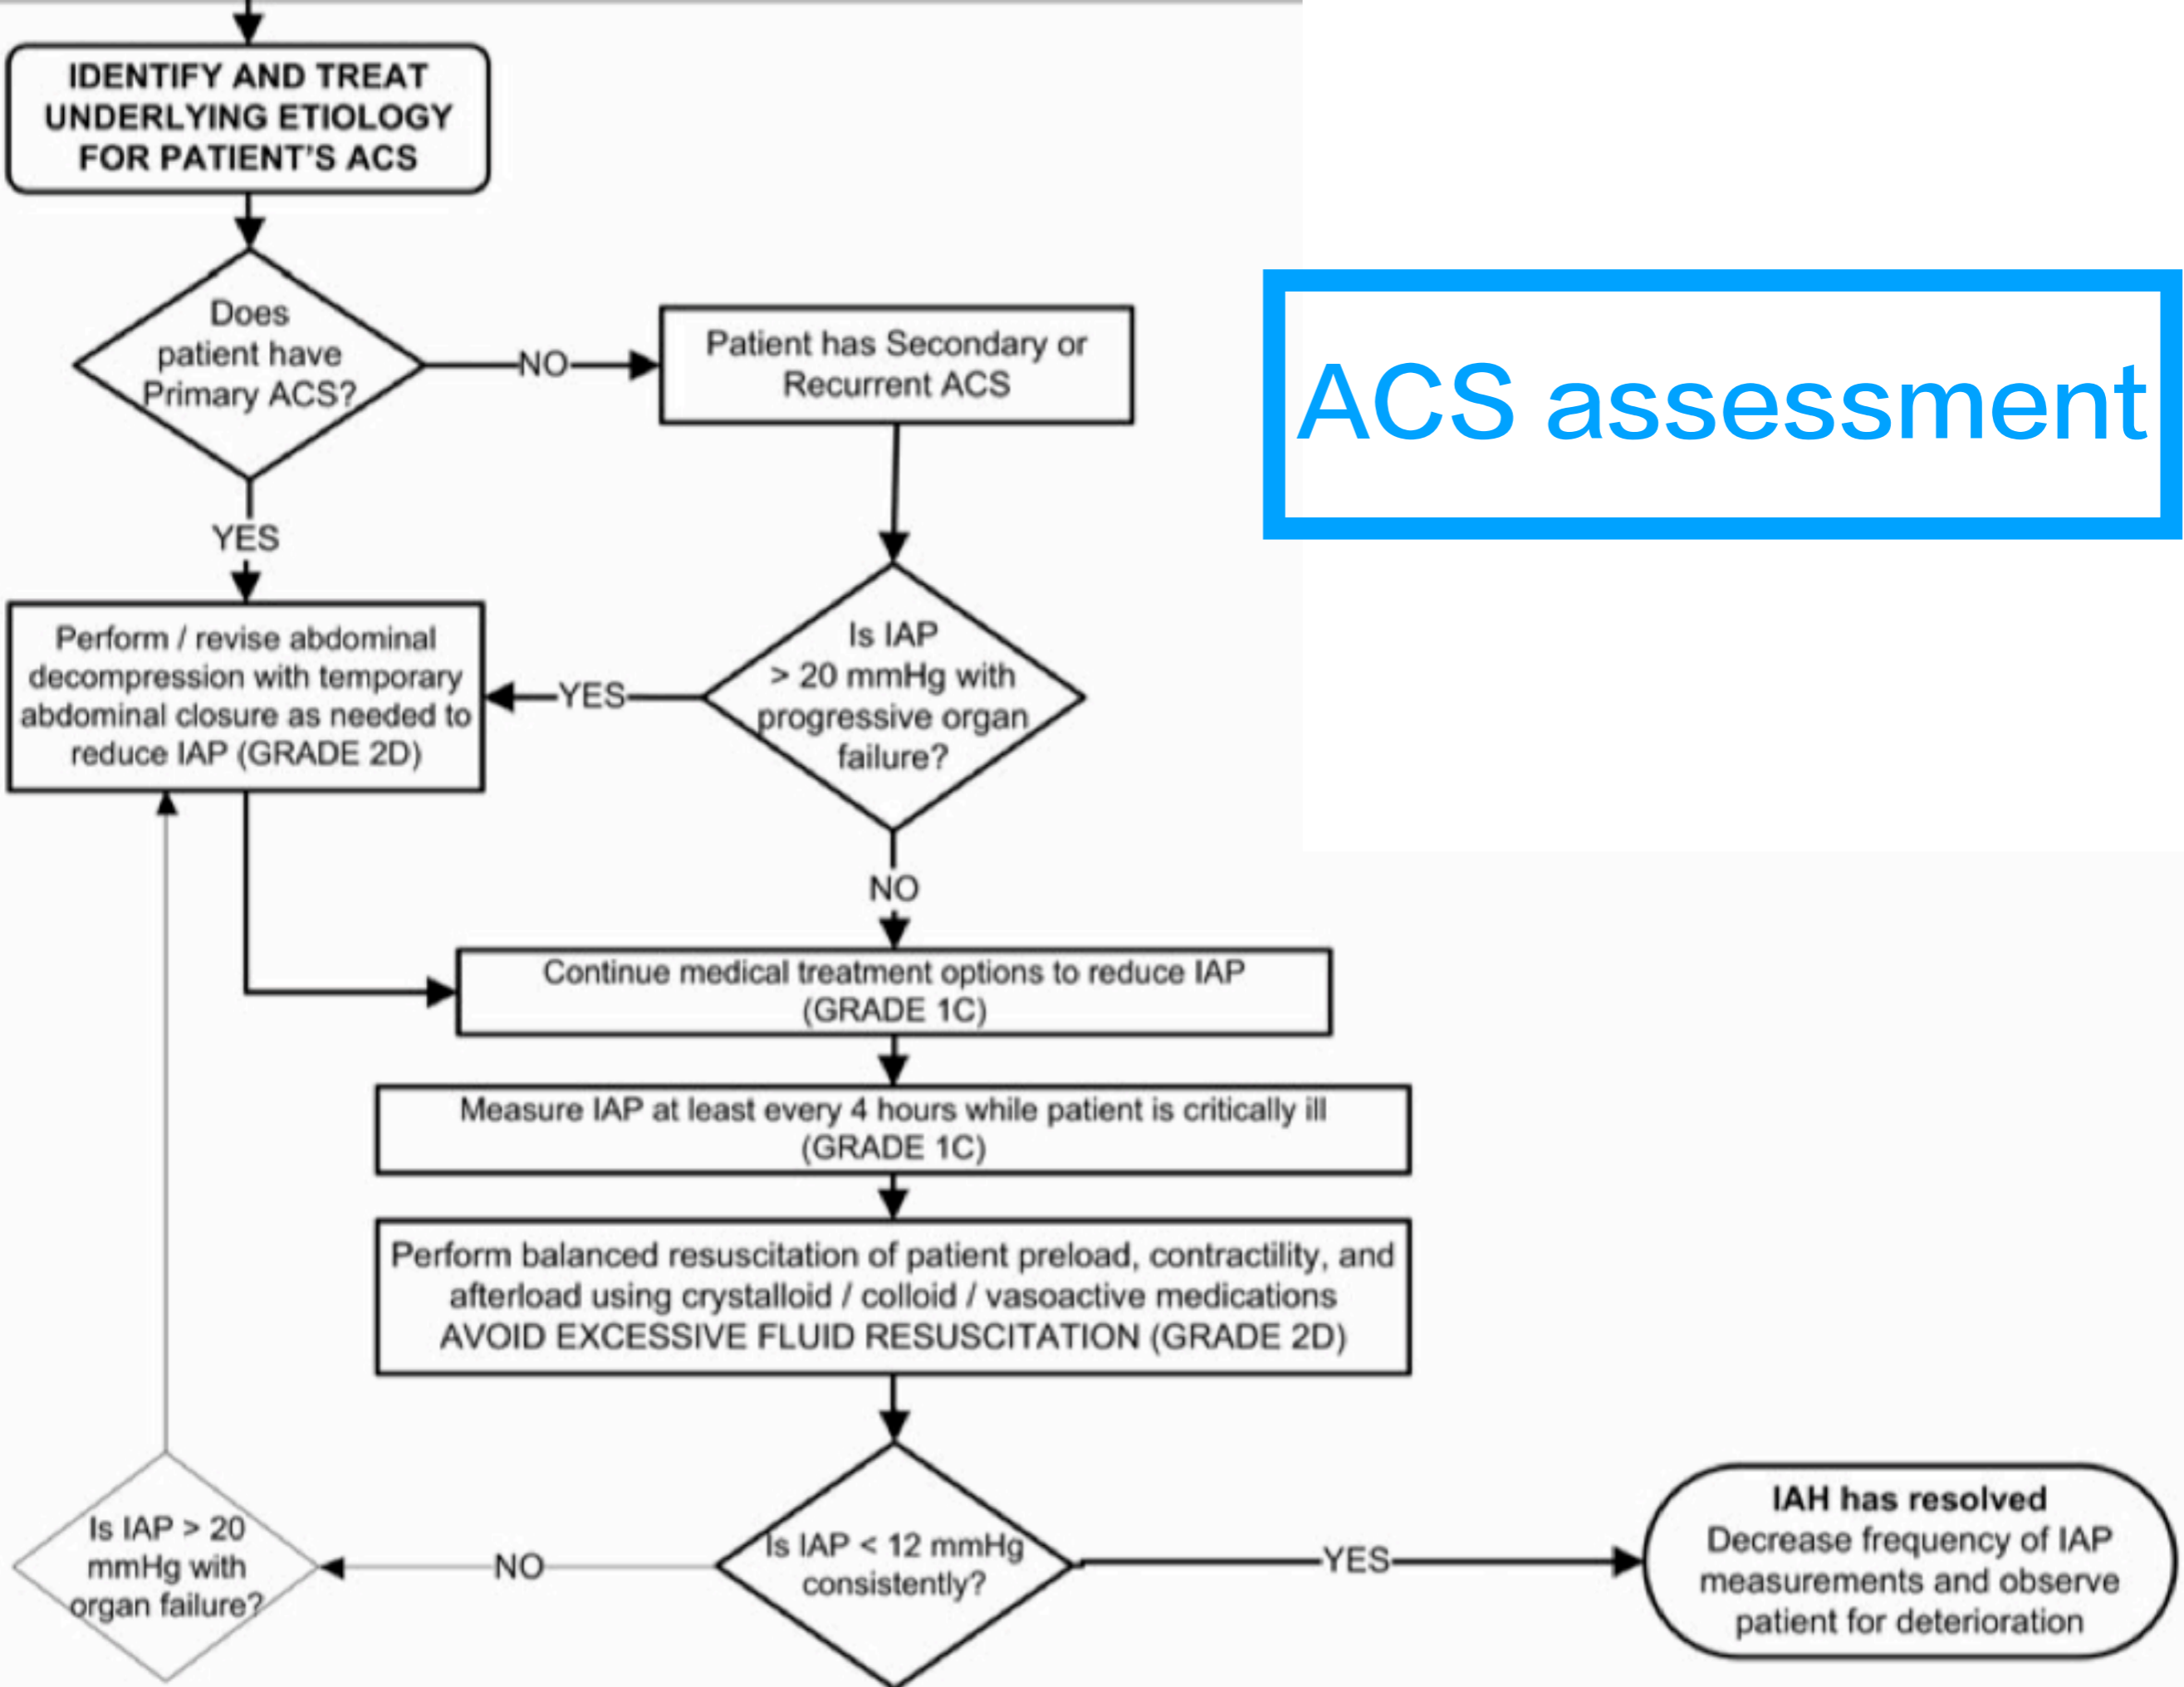 IDENTIFY AND TREAT
UNDERLYING ETIOLOGY
FOR PATIENT'S ACS
Does
patient have
Primary ACS?
NO
Patient has Secondary or
Recurrent ACS
ACS assessment
YES
Perform / revise abdominal
decompression with temporary
abdominal closure as needed to
reduce IAP (GRADE 2D)
YES
Is IAP
> 20 mmHg with
progressive organ
failure?
NO
Continue medical treatment options to reduce IAP
(GRADE 1C)
Measure IAP at least every 4 hours while patient is critically ill
(GRADE 1C)
Perform balanced resuscitation of patient preload, contractility, and
afterload using crystalloid / colloid / vasoactive medications
AVOID EXCESSIVE FLUID RESUSCITATION (GRADE 2D)
Is IAP > 20
mmHg with
organ failure?
NO
Is IAP < 12 mmHg
consistently?
YES
IAH has resolved
Decrease frequency of IAP
measurements and observe
patient for deterioration